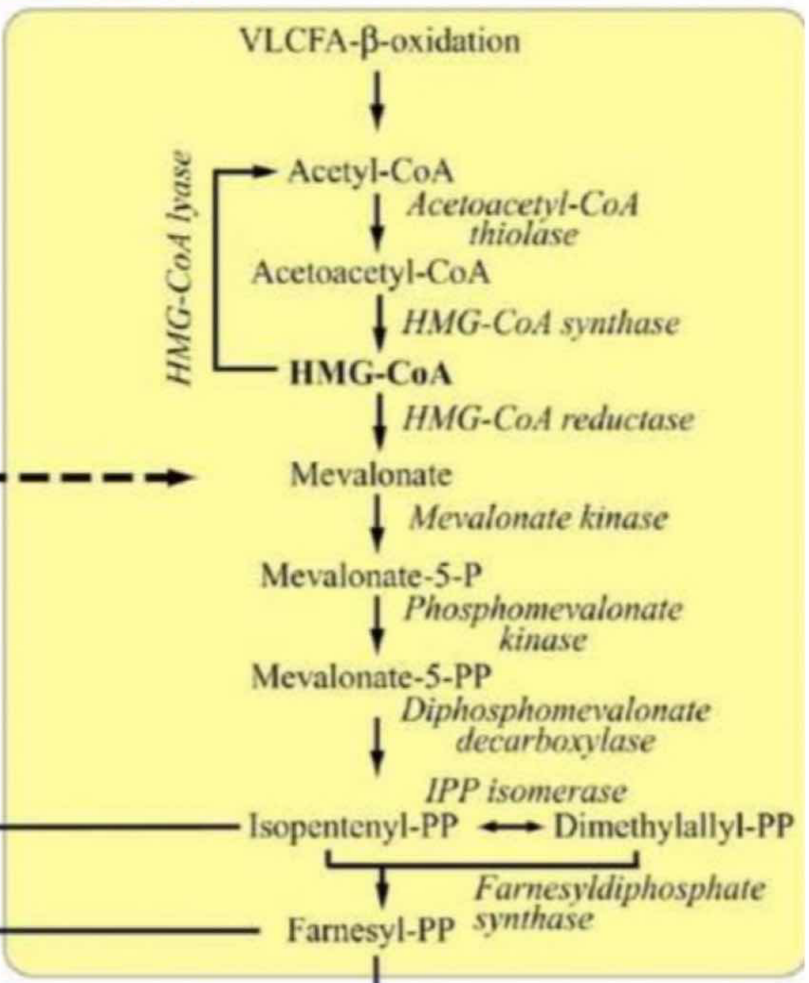 VLCFA-β-oxidation
HMG-CoA lyase
Acetyl-CoA
Acetoacetyl-CoA
thiolase
Acetoacetyl-CoA
HMG-CoA synthase
HMG-CoA
HMG-CoA reductase
Mevalonate
Mevalonate kinase
Mevalonate-5-P
Phosphomevalonate
kinase
Mevalonate-5-PP
Diphosphomevalonate
decarboxylase
IPP isomerase
Isopentenyl-PP Dimethylallyl-PP
Farnesyldiphosphate
synthase
Farnesyl-PP